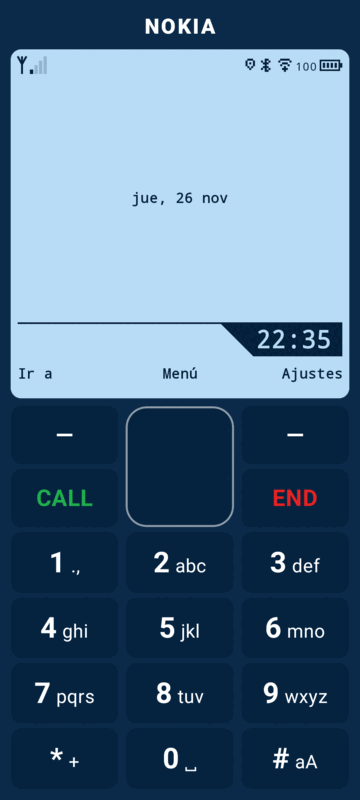 NOKIA
100
jue, 26 nov
22:35
Ir a Menú Ajustes
– –
CALL END
1 ., 2 abc 3 def
4 ghi 5 jkl 6 mno
7 pqrs 8 tuv 9 wxyz
* + 0 ⎵ # aA